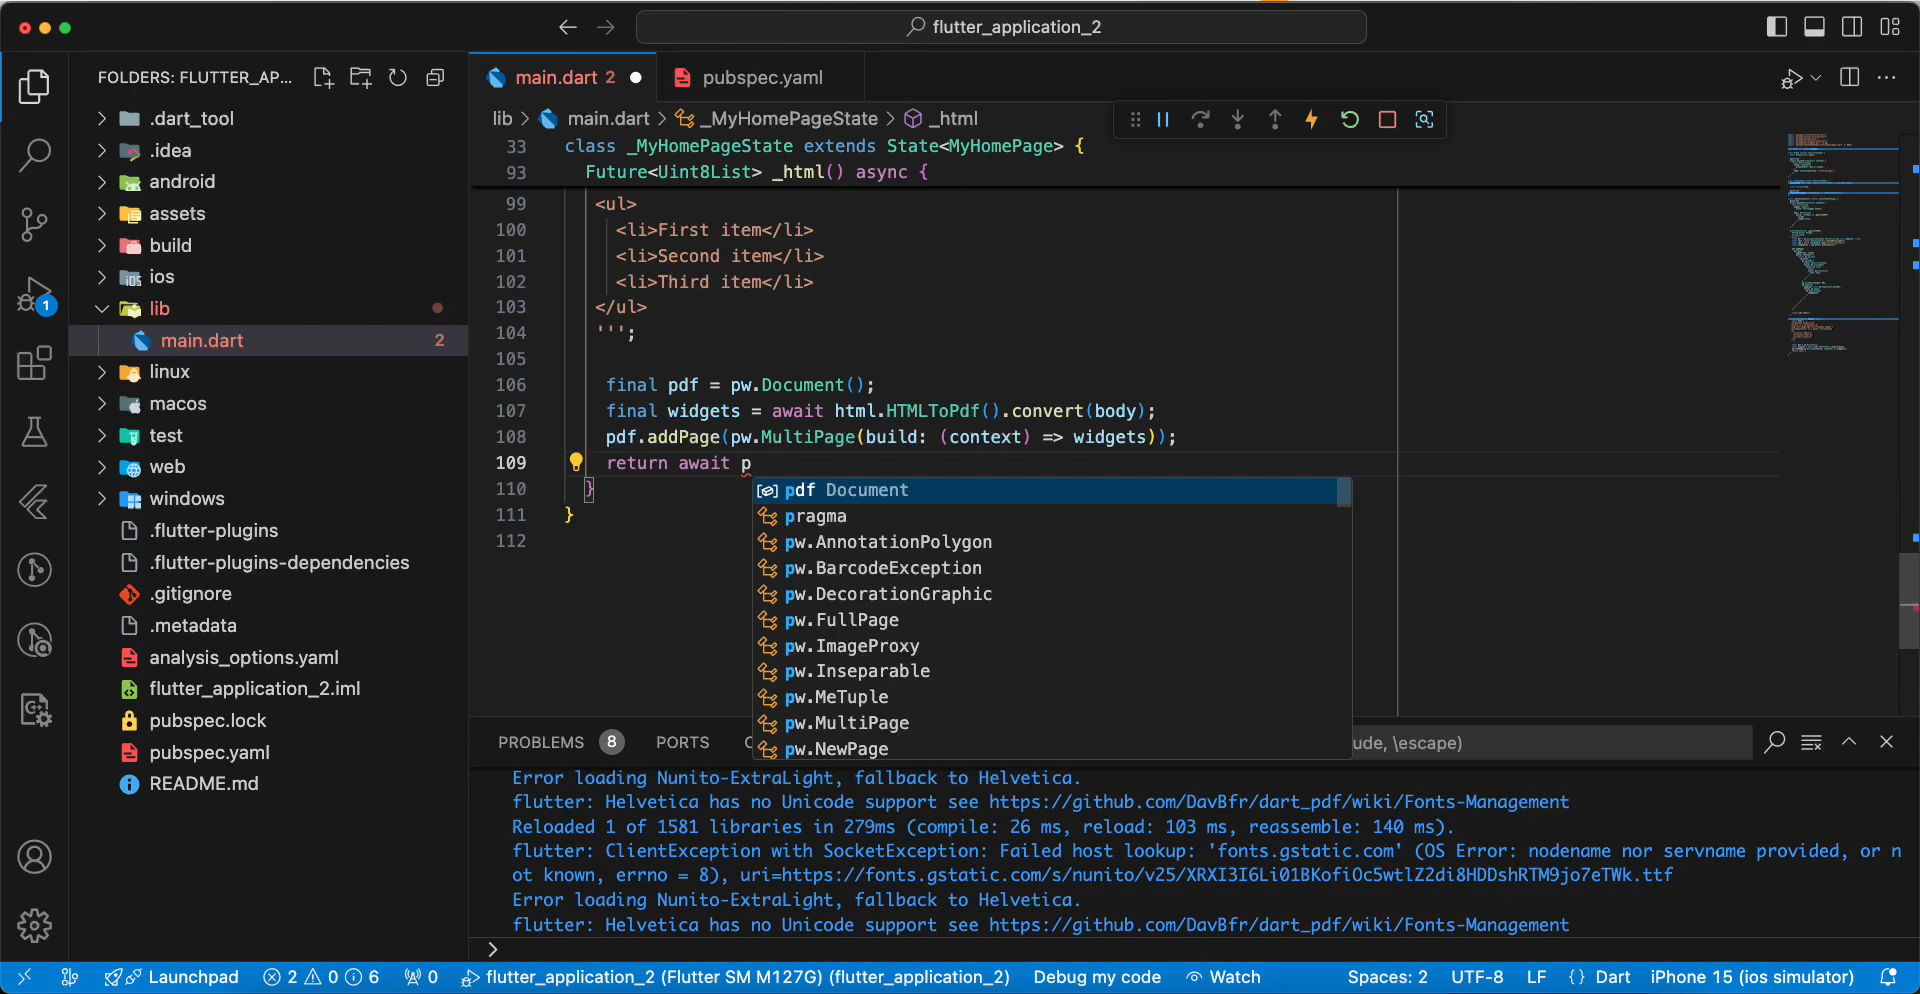 flutter_application_2
FOLDERS: FLUTTER_AP...
.dart_tool
.idea
android
assets
build
ios
lib
main.dart 2
linux
macos
test
web
windows
.flutter-plugins
.flutter-plugins-dependencies
.gitignore
.metadata
analysis_options.yaml
flutter_application_2.iml
pubspec.lock
pubspec.yaml
README.md
1
main.dart 2
pubspec.yaml
lib > main.dart > _MyHomePageState > _html
33 class _MyHomePageState extends State<MyHomePage> {
93 Future<Uint8List> _html() async {
99 <ul>
100 <li>First item</li>
101 <li>Second item</li>
102 <li>Third item</li>
103 </ul>
104 ''';
105
106 final pdf = pw.Document();
107 final widgets = await html.HTMLToPdf().convert(body);
108 pdf.addPage(pw.MultiPage(build: (context) => widgets));
109 return await p
110 }
111 }
112
pdf Document
pragma
pw.AnnotationPolygon
pw.BarcodeException
pw.DecorationGraphic
pw.FullPage
pw.ImageProxy
pw.Inseparable
pw.MeTuple
pw.MultiPage
pw.NewPage
PROBLEMS 8 PORTS
ude, \escape)
Error loading Nunito-ExtraLight, fallback to Helvetica.
flutter: Helvetica has no Unicode support see https://github.com/DavBfr/dart_pdf/wiki/Fonts-Management
Reloaded 1 of 1581 libraries in 279ms (compile: 26 ms, reload: 103 ms, reassemble: 140 ms).
flutter: ClientException with SocketException: Failed host lookup: 'fonts.gstatic.com' (OS Error: nodename nor servname provided, or n
ot known, errno = 8), uri=https://fonts.gstatic.com/s/nunito/v25/XRXI3I6Li01BKofiOc5wtlZ2di8HDDshRTM9jo7eTWk.ttf
Error loading Nunito-ExtraLight, fallback to Helvetica.
flutter: Helvetica has no Unicode support see https://github.com/DavBfr/dart_pdf/wiki/Fonts-Management
>
Launchpad 2 0 6 0 flutter_application_2 (Flutter SM M127G) (flutter_application_2) Debug my code Watch Spaces: 2 UTF-8 LF {} Dart iPhone 15 (ios simulator)